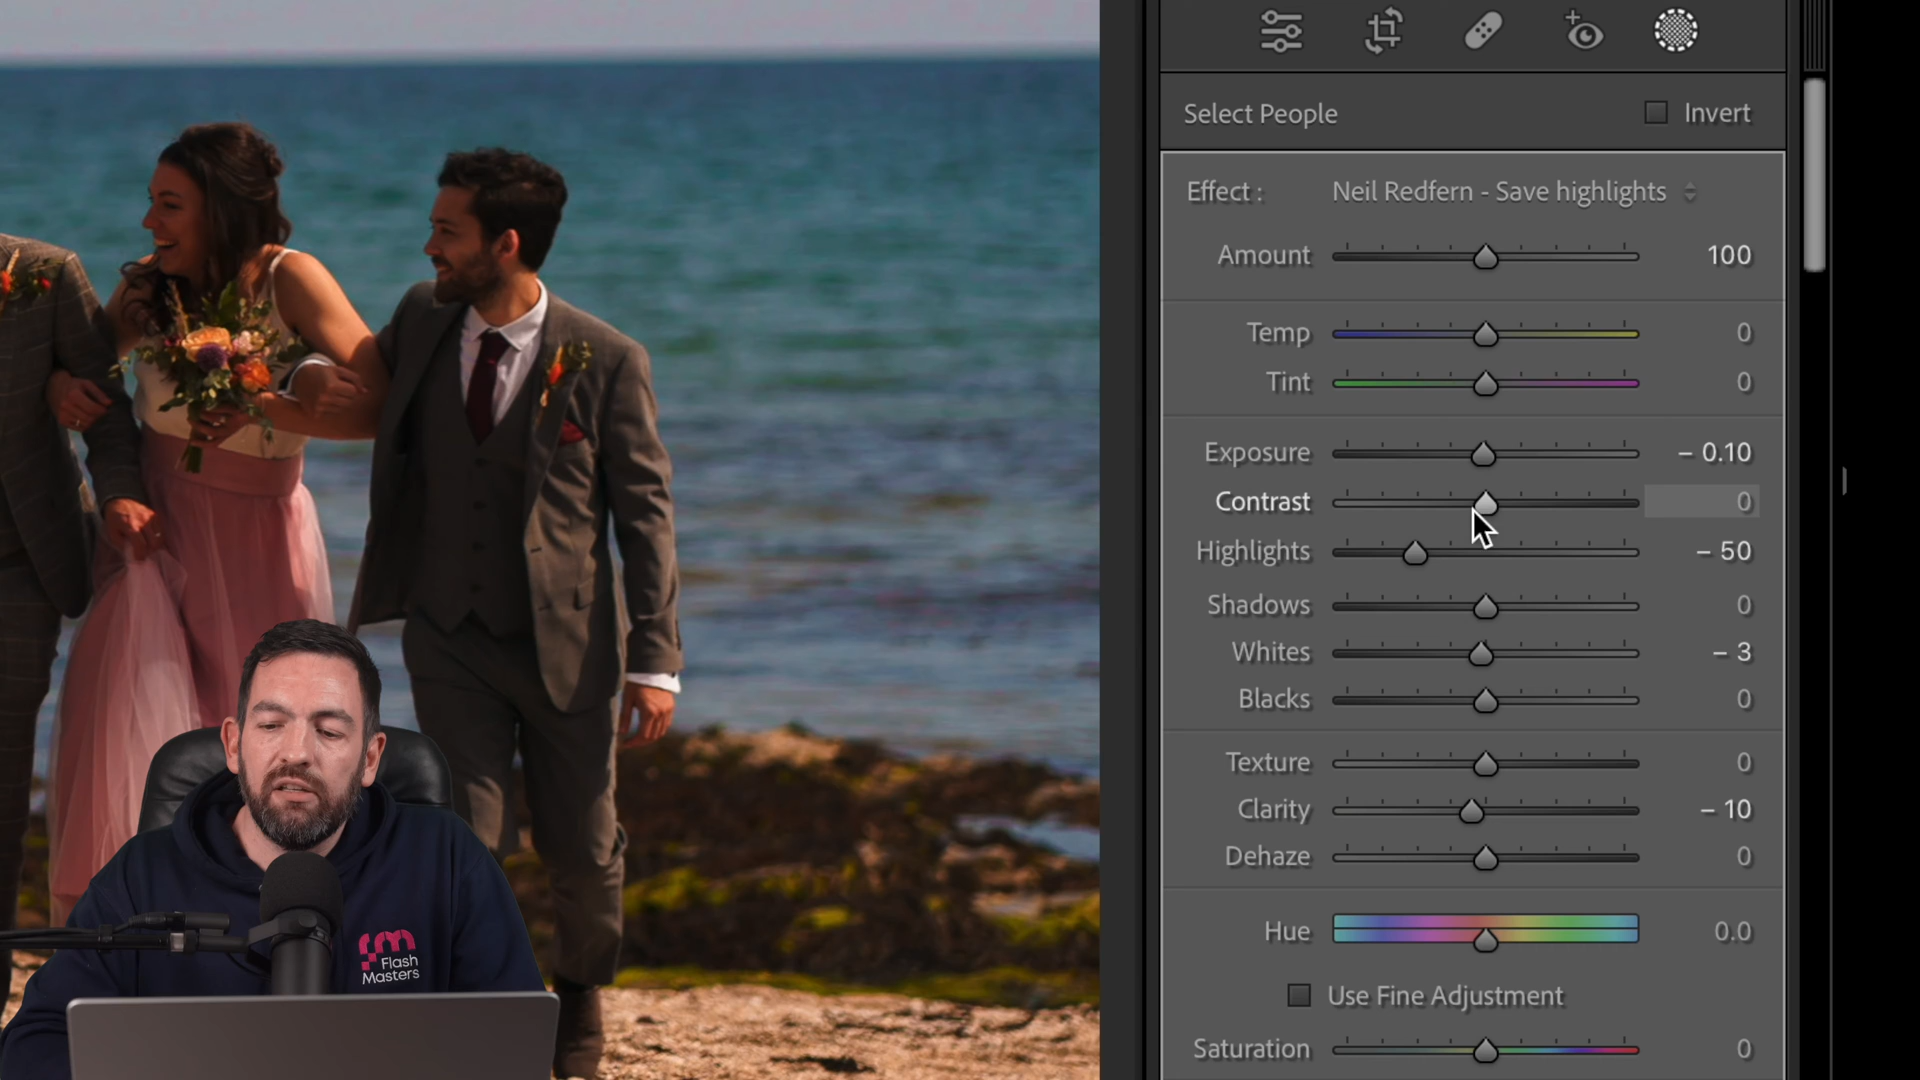 Select People Invert
Effect : Neil Redfern - Save highlights
Amount 100
Temp 0
Tint 0
Exposure – 0.10
Contrast 0
Highlights – 50
Shadows 0
Whites – 3
Blacks 0
Texture 0
Clarity – 10
Dehaze 0
Hue 0.0
Use Fine Adjustment
Saturation 0
fm
Flash
Masters